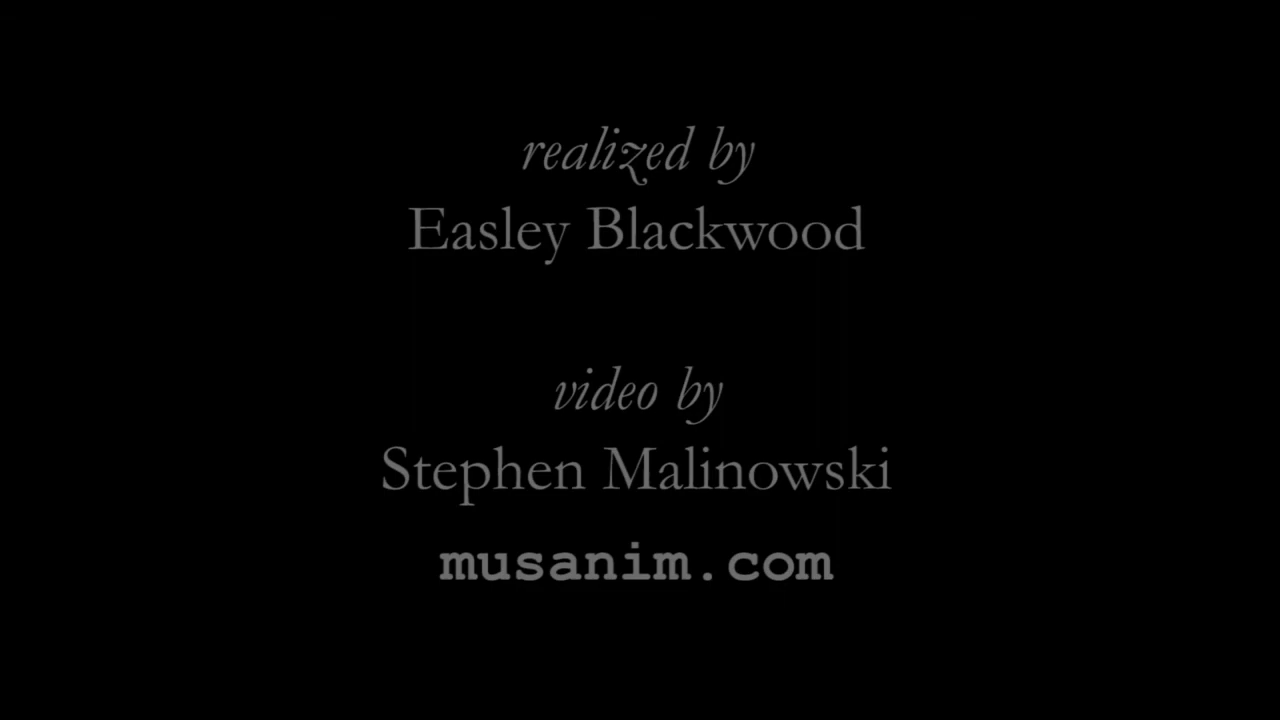 realized by
Easley Blackwood
video by
Stephen Malinowski
musanim.com